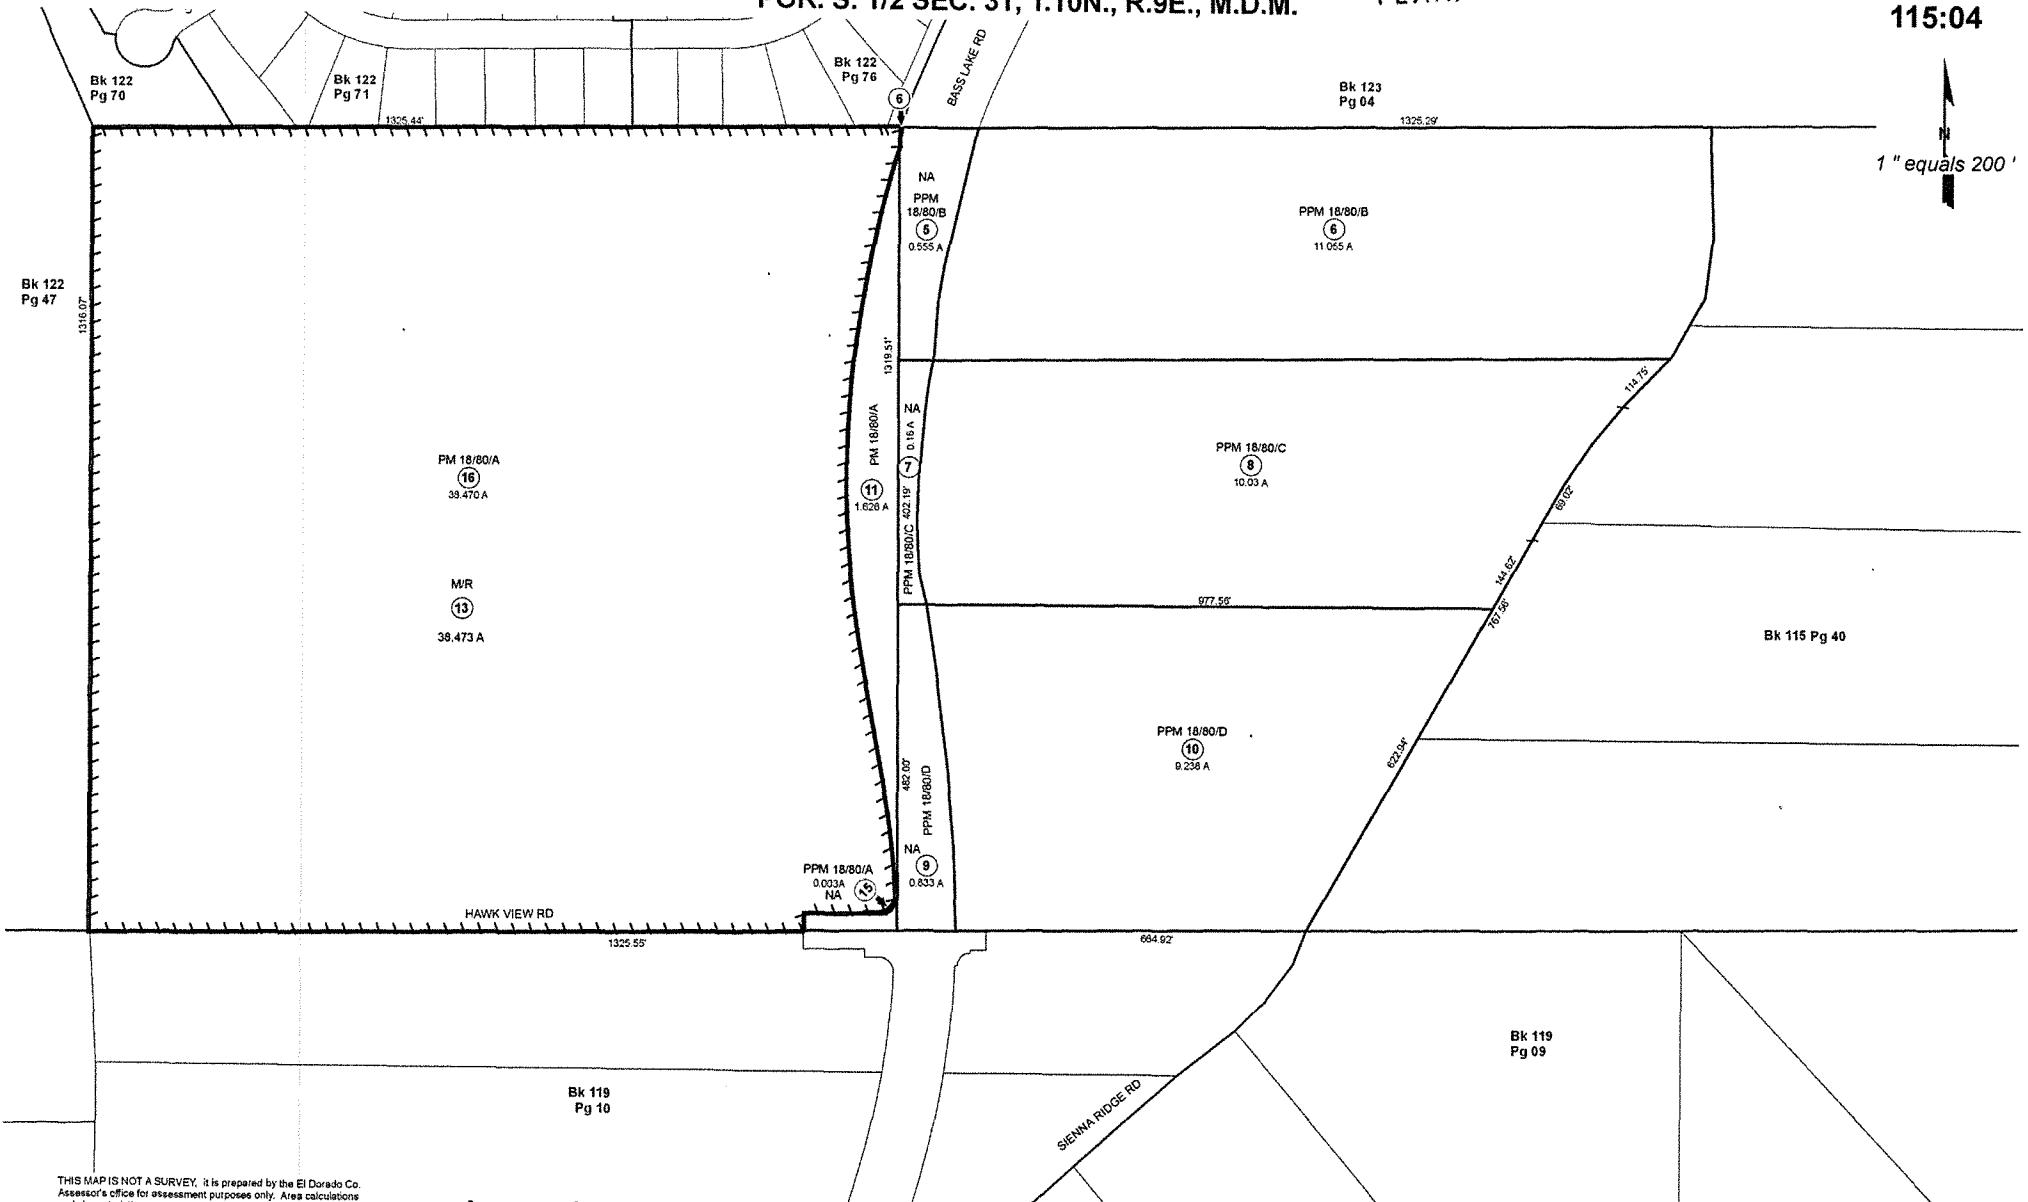 POR. S. 1/2 SEC. 31, T.10N., R.9E., M.D.M.
115:04
Bk 122
Pg 70
Bk 122
Pg 71
Bk 122
Pg 76
6
BASS LAKE RD
Bk 123
Pg 04
1325.44'
1325.29'
N
1 " equals 200 '
NA
PPM
18/80/B
5
0.555 A
PPM 18/80/B
6
11.055 A
Bk 122
Pg 47
1316.07'
1319.51'
114.75'
PM 18/80/A
11
1.628 A
NA
0.16 A
7
402.19'
PPM 18/80/C
PPM 18/80/C
8
10.03 A
PM 18/80/A
16
38.470 A
69.02'
144.62'
767.56'
M/R
13
38.473 A
977.56'
Bk 115 Pg 40
PPM 18/80/D
10
9.238 A
622.94'
482.00'
PPM 18/80/D
NA
9
0.833 A
PPM 18/80/A
0.003A
NA
15
HAWK VIEW RD
1325.55'
664.92'
Bk 119
Pg 09
Bk 119
Pg 10
SIENNA RIDGE RD
THIS MAP IS NOT A SURVEY, it is prepared by the El Dorado Co.
Assessor's office for assessment purposes only. Area calculations